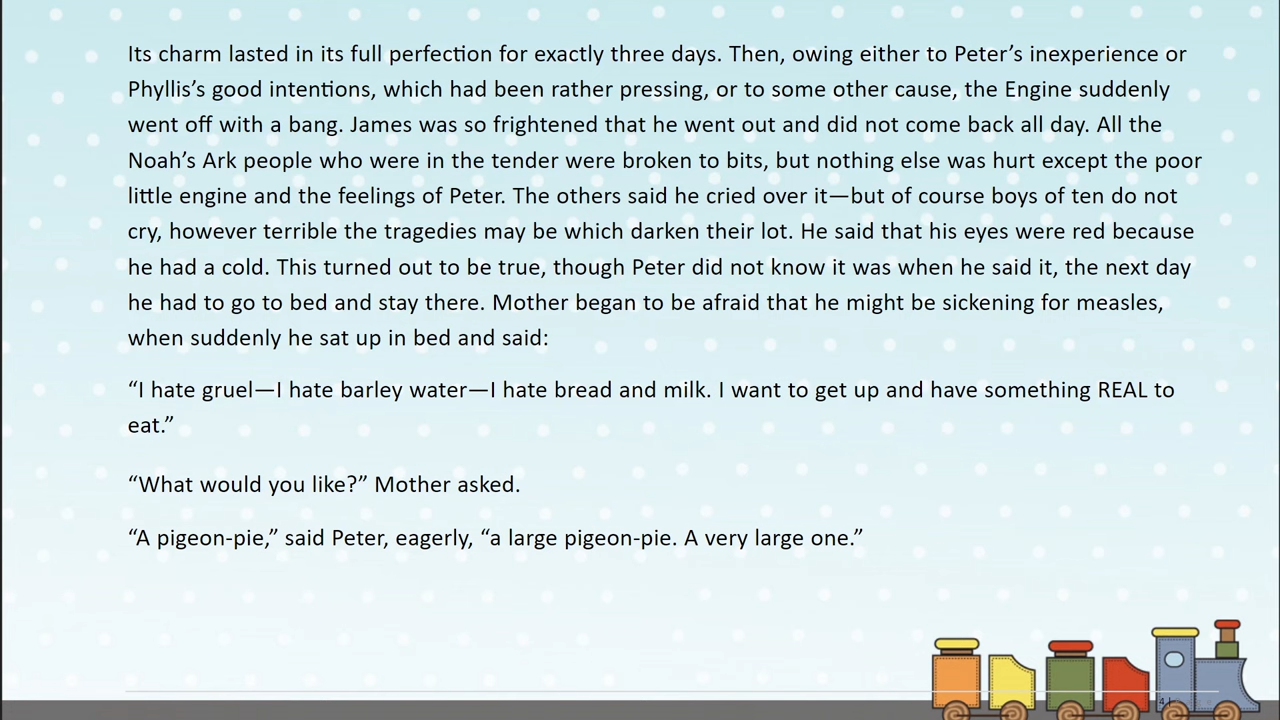 Its charm lasted in its full perfection for exactly three days. Then, owing either to Peter’s inexperience or
Phyllis’s good intentions, which had been rather pressing, or to some other cause, the Engine suddenly
went off with a bang. James was so frightened that he went out and did not come back all day. All the
Noah’s Ark people who were in the tender were broken to bits, but nothing else was hurt except the poor
little engine and the feelings of Peter. The others said he cried over it—but of course boys of ten do not
cry, however terrible the tragedies may be which darken their lot. He said that his eyes were red because
he had a cold. This turned out to be true, though Peter did not know it was when he said it, the next day
he had to go to bed and stay there. Mother began to be afraid that he might be sickening for measles,
when suddenly he sat up in bed and said:
“I hate gruel—I hate barley water—I hate bread and milk. I want to get up and have something REAL to
eat.”
“What would you like?” Mother asked.
“A pigeon-pie,” said Peter, eagerly, “a large pigeon-pie. A very large one.”